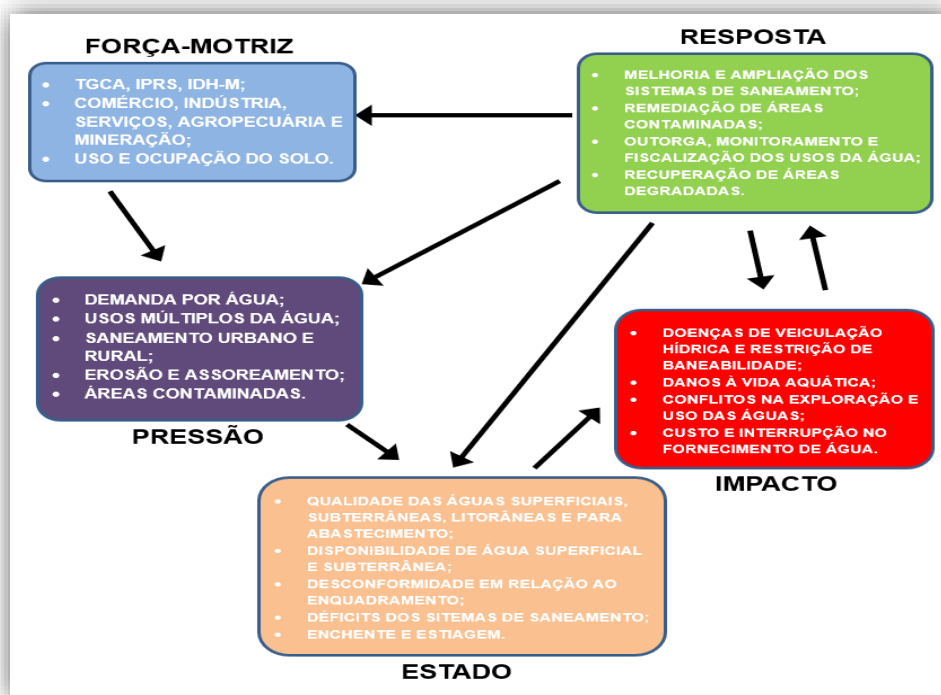 FORÇA-MOTRIZ
• TGCA, IPRS, IDH-M;
• COMÉRCIO, INDÚSTRIA,
SERVIÇOS, AGROPECUÁRIA E
MINERAÇÃO;
• USO E OCUPAÇÃO DO SOLO.
RESPOSTA
• MELHORIA E AMPLIAÇÃO DOS
SISTEMAS DE SANEAMENTO;
• REMEDIAÇÃO DE ÁREAS
CONTAMINADAS;
• OUTORGA, MONITORAMENTO E
FISCALIZAÇÃO DOS USOS DA ÁGUA;
• RECUPERAÇÃO DE ÁREAS
DEGRADADAS.
• DEMANDA POR ÁGUA;
• USOS MÚLTIPLOS DA ÁGUA;
• SANEAMENTO URBANO E
RURAL;
• EROSÃO E ASSOREAMENTO;
• ÁREAS CONTAMINADAS.
PRESSÃO
• DOENÇAS DE VEICULAÇÃO
HÍDRICA E RESTRIÇÃO DE
BANEABILIDADE;
• DANOS À VIDA AQUÁTICA;
• CONFLITOS NA EXPLORAÇÃO E
USO DAS ÁGUAS;
• CUSTO E INTERRUPÇÃO NO
FORNECIMENTO DE ÁGUA.
IMPACTO
• QUALIDADE DAS ÁGUAS SUPERFICIAIS,
SUBTERRÂNEAS, LITORÂNEAS E PARA
ABASTECIMENTO;
• DISPONIBILIDADE DE ÁGUA SUPERFICIAL
E SUBTERRÂNEA;
• DESCONFORMIDADE EM RELAÇÃO AO
ENQUADRAMENTO;
• DÉFICITS DOS SITEMAS DE SANEAMENTO;
• ENCHENTE E ESTIAGEM.
ESTADO